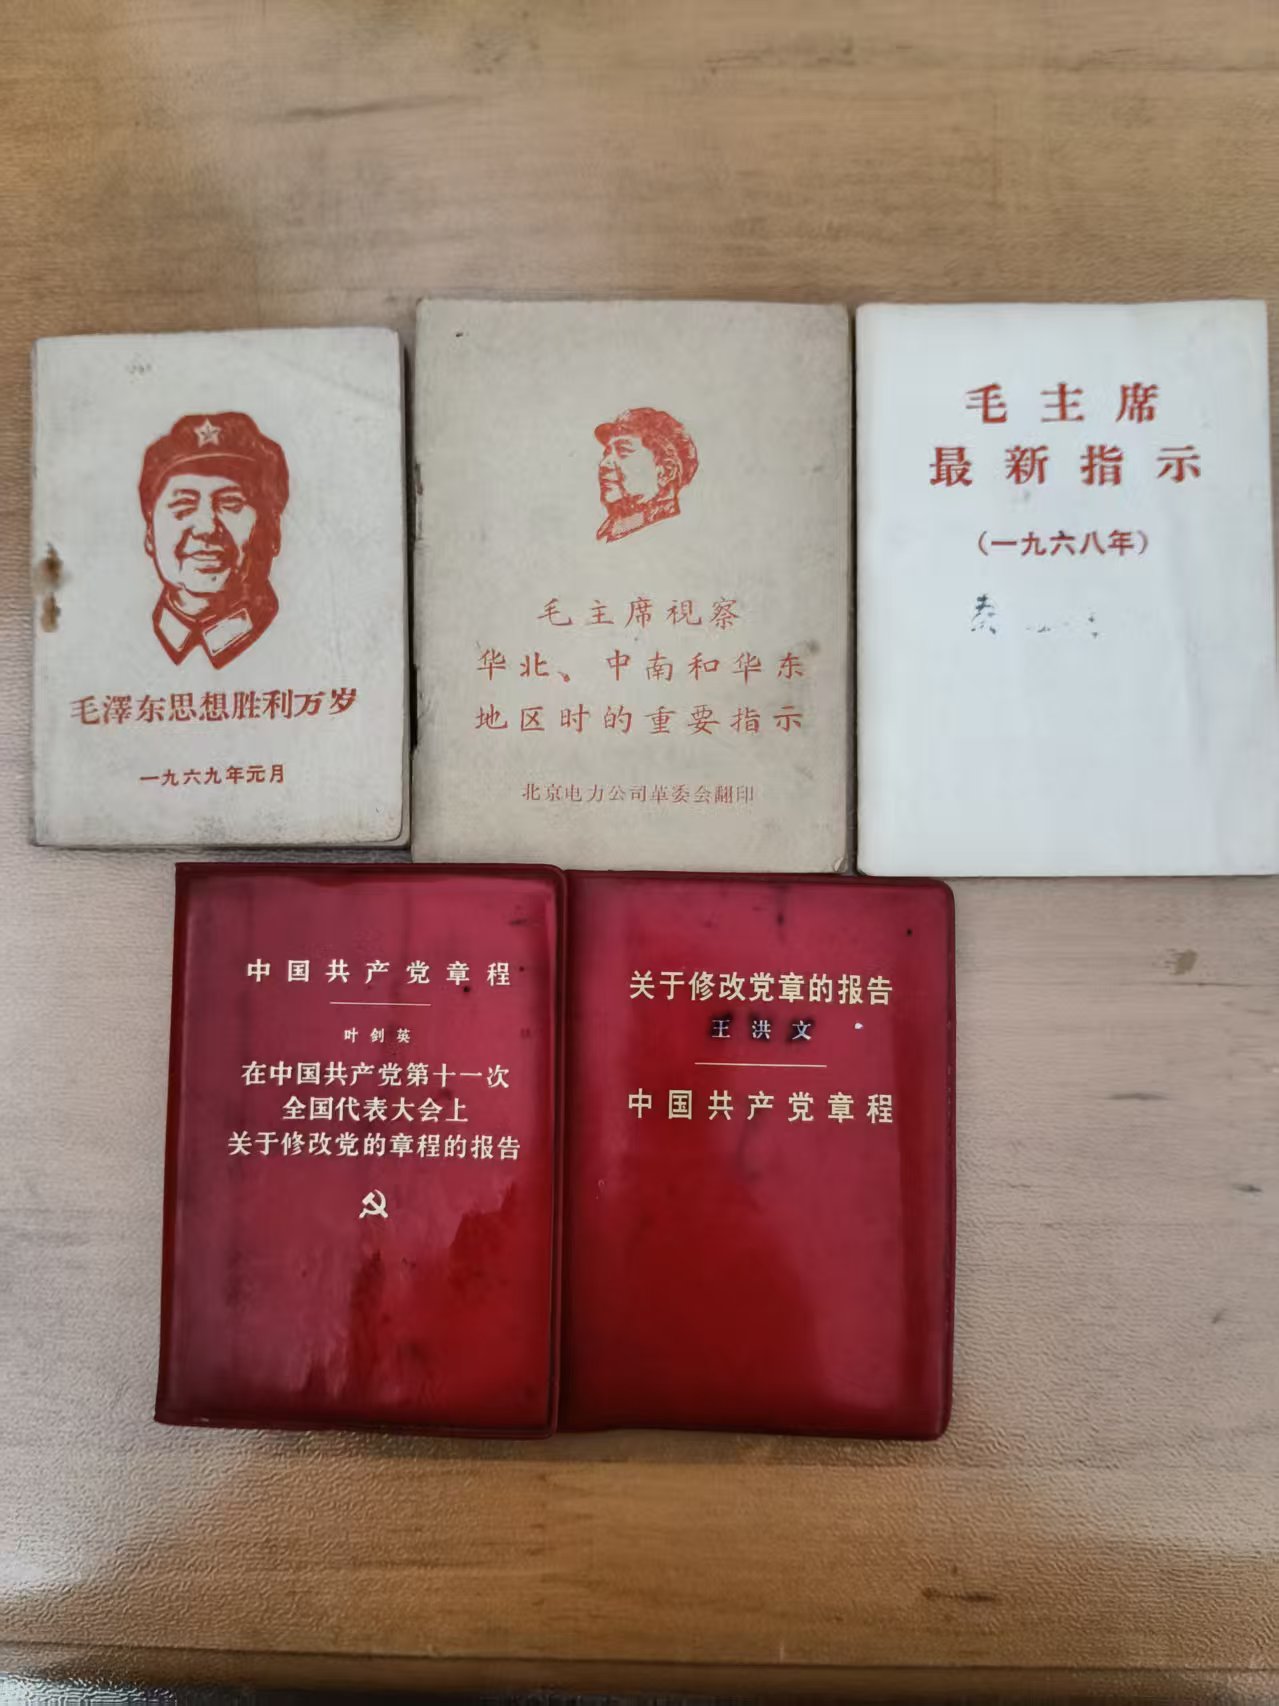 毛澤东思想胜利万岁
一九六九年元月
毛主席視察
华北、中南和华东
地区时的重要指示
北京电力公司革委会翻印
毛主席
最新指示
(一九六八年)
秦
中国共产党章程
叶剑英
在中国共产党第十一次
全国代表大会上
关于修改党的章程的报告
关于修改党章的报告
王洪文
中国共产党章程